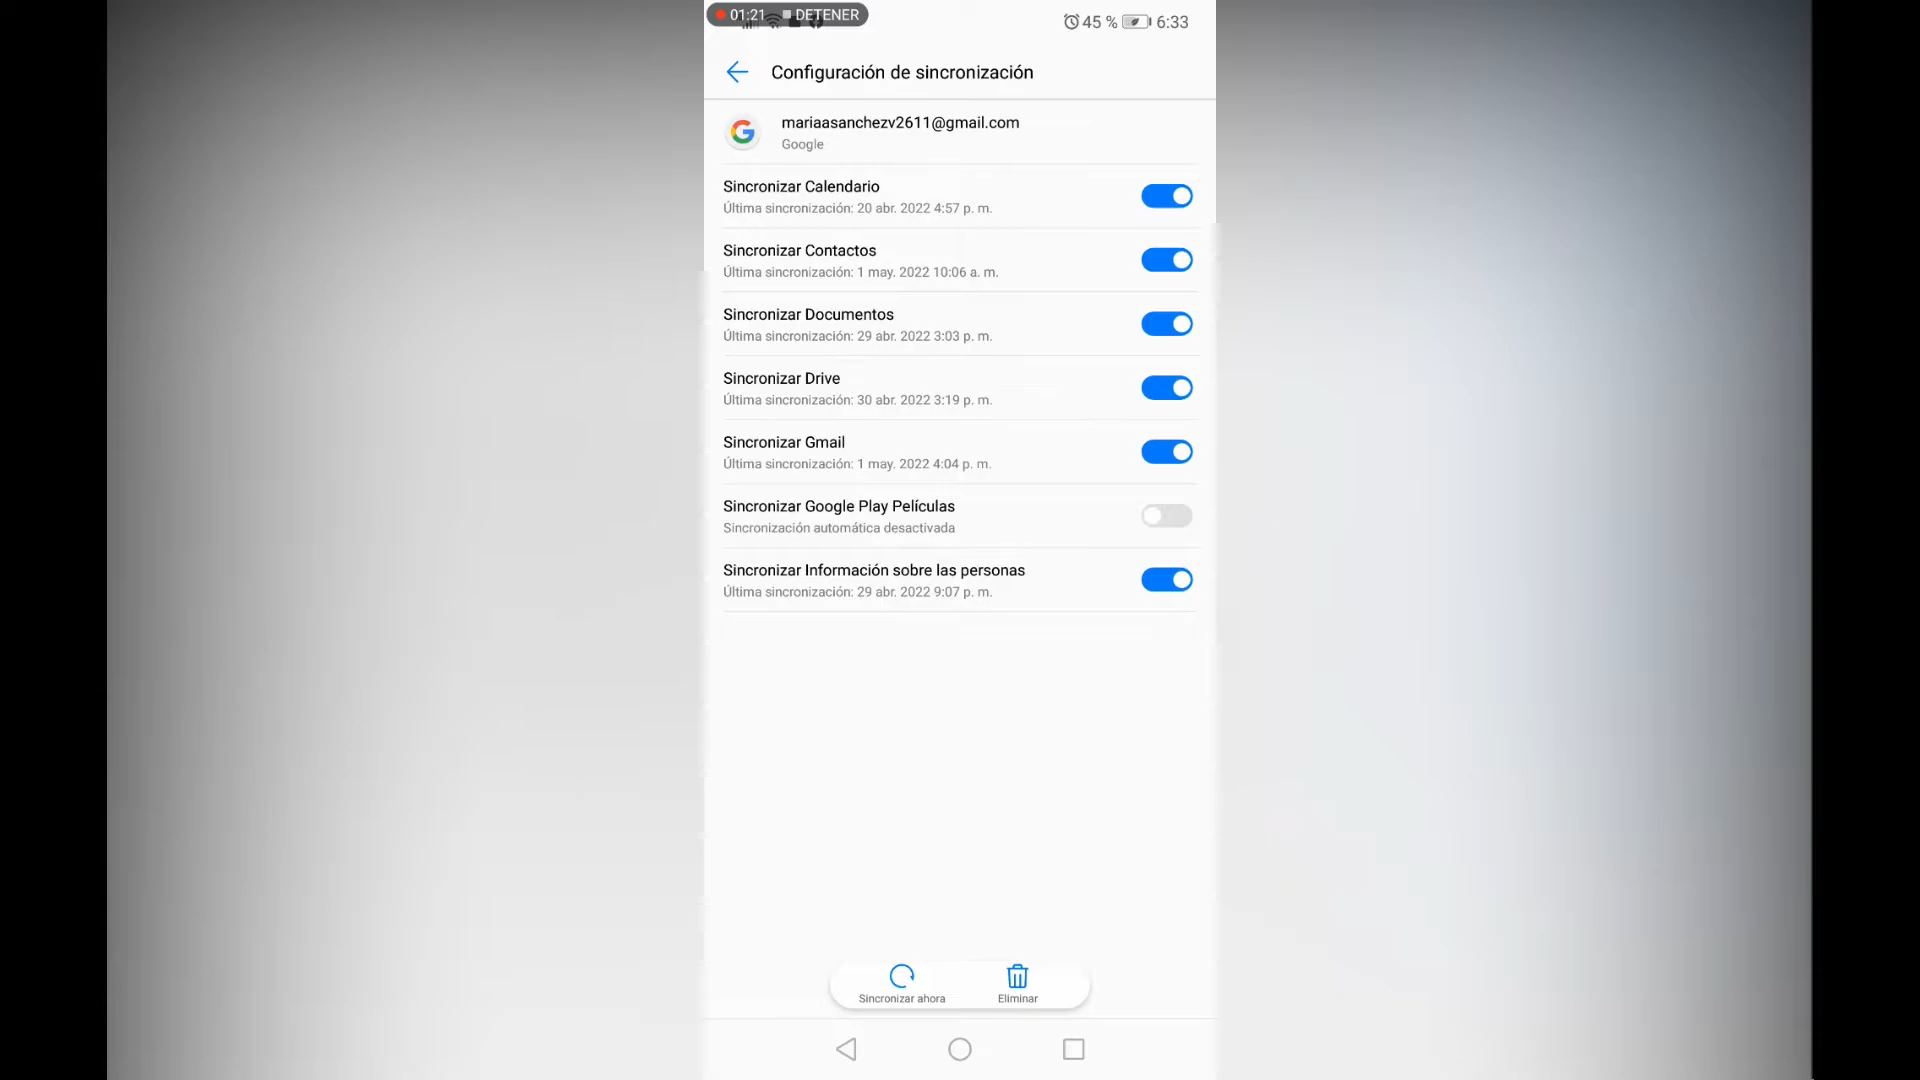 01:21 DETENER
45 % 6:33
Configuración de sincronización
mariaasanchezv2611@gmail.com
Google
Sincronizar Calendario
Última sincronización: 20 abr. 2022 4:57 p. m.
Sincronizar Contactos
Última sincronización: 1 may. 2022 10:06 a. m.
Sincronizar Documentos
Última sincronización: 29 abr. 2022 3:03 p. m.
Sincronizar Drive
Última sincronización: 30 abr. 2022 3:19 p. m.
Sincronizar Gmail
Última sincronización: 1 may. 2022 4:04 p. m.
Sincronizar Google Play Películas
Sincronización automática desactivada
Sincronizar Información sobre las personas
Última sincronización: 29 abr. 2022 9:07 p. m.
Sincronizar ahora
Eliminar